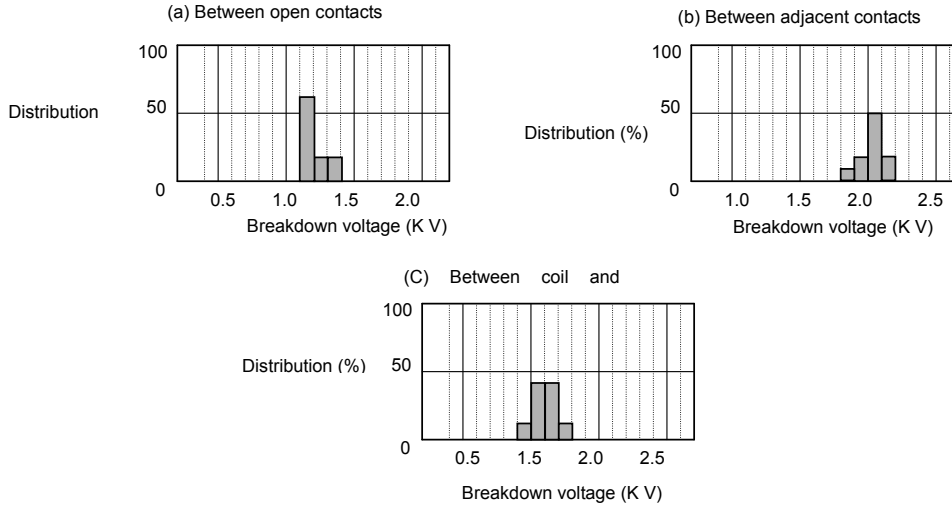 (a) Between open contacts
100
50
0
Distribution
0.5 1.0 1.5 2.0
Breakdown voltage (K V)
(b) Between adjacent contacts
100
50
0
Distribution (%)
1.0 1.5 2.0 2.5
Breakdown voltage (K V)
(C) Between coil and
100
50
0
Distribution (%)
0.5 1.5 2.0 2.5
Breakdown voltage (K V)